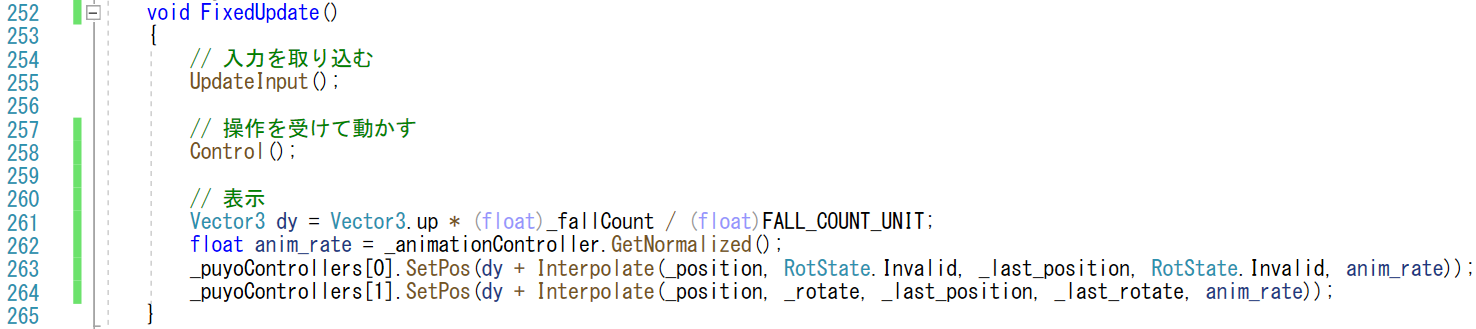 252 void FixedUpdate()
253 {
254 // 入力を取り込む
255 UpdateInput();
256
257 // 操作を受けて動かす
258 Control();
259
260 // 表示
261 Vector3 dy = Vector3.up * (float)_fallCount / (float)FALL_COUNT_UNIT;
262 float anim_rate = _animationController.GetNormalized();
263 _puyoControllers[0].SetPos(dy + Interpolate(_position, RotState.Invalid, _last_position, RotState.Invalid, anim_rate));
264 _puyoControllers[1].SetPos(dy + Interpolate(_position, _rotate, _last_position, _last_rotate, anim_rate));
265 }